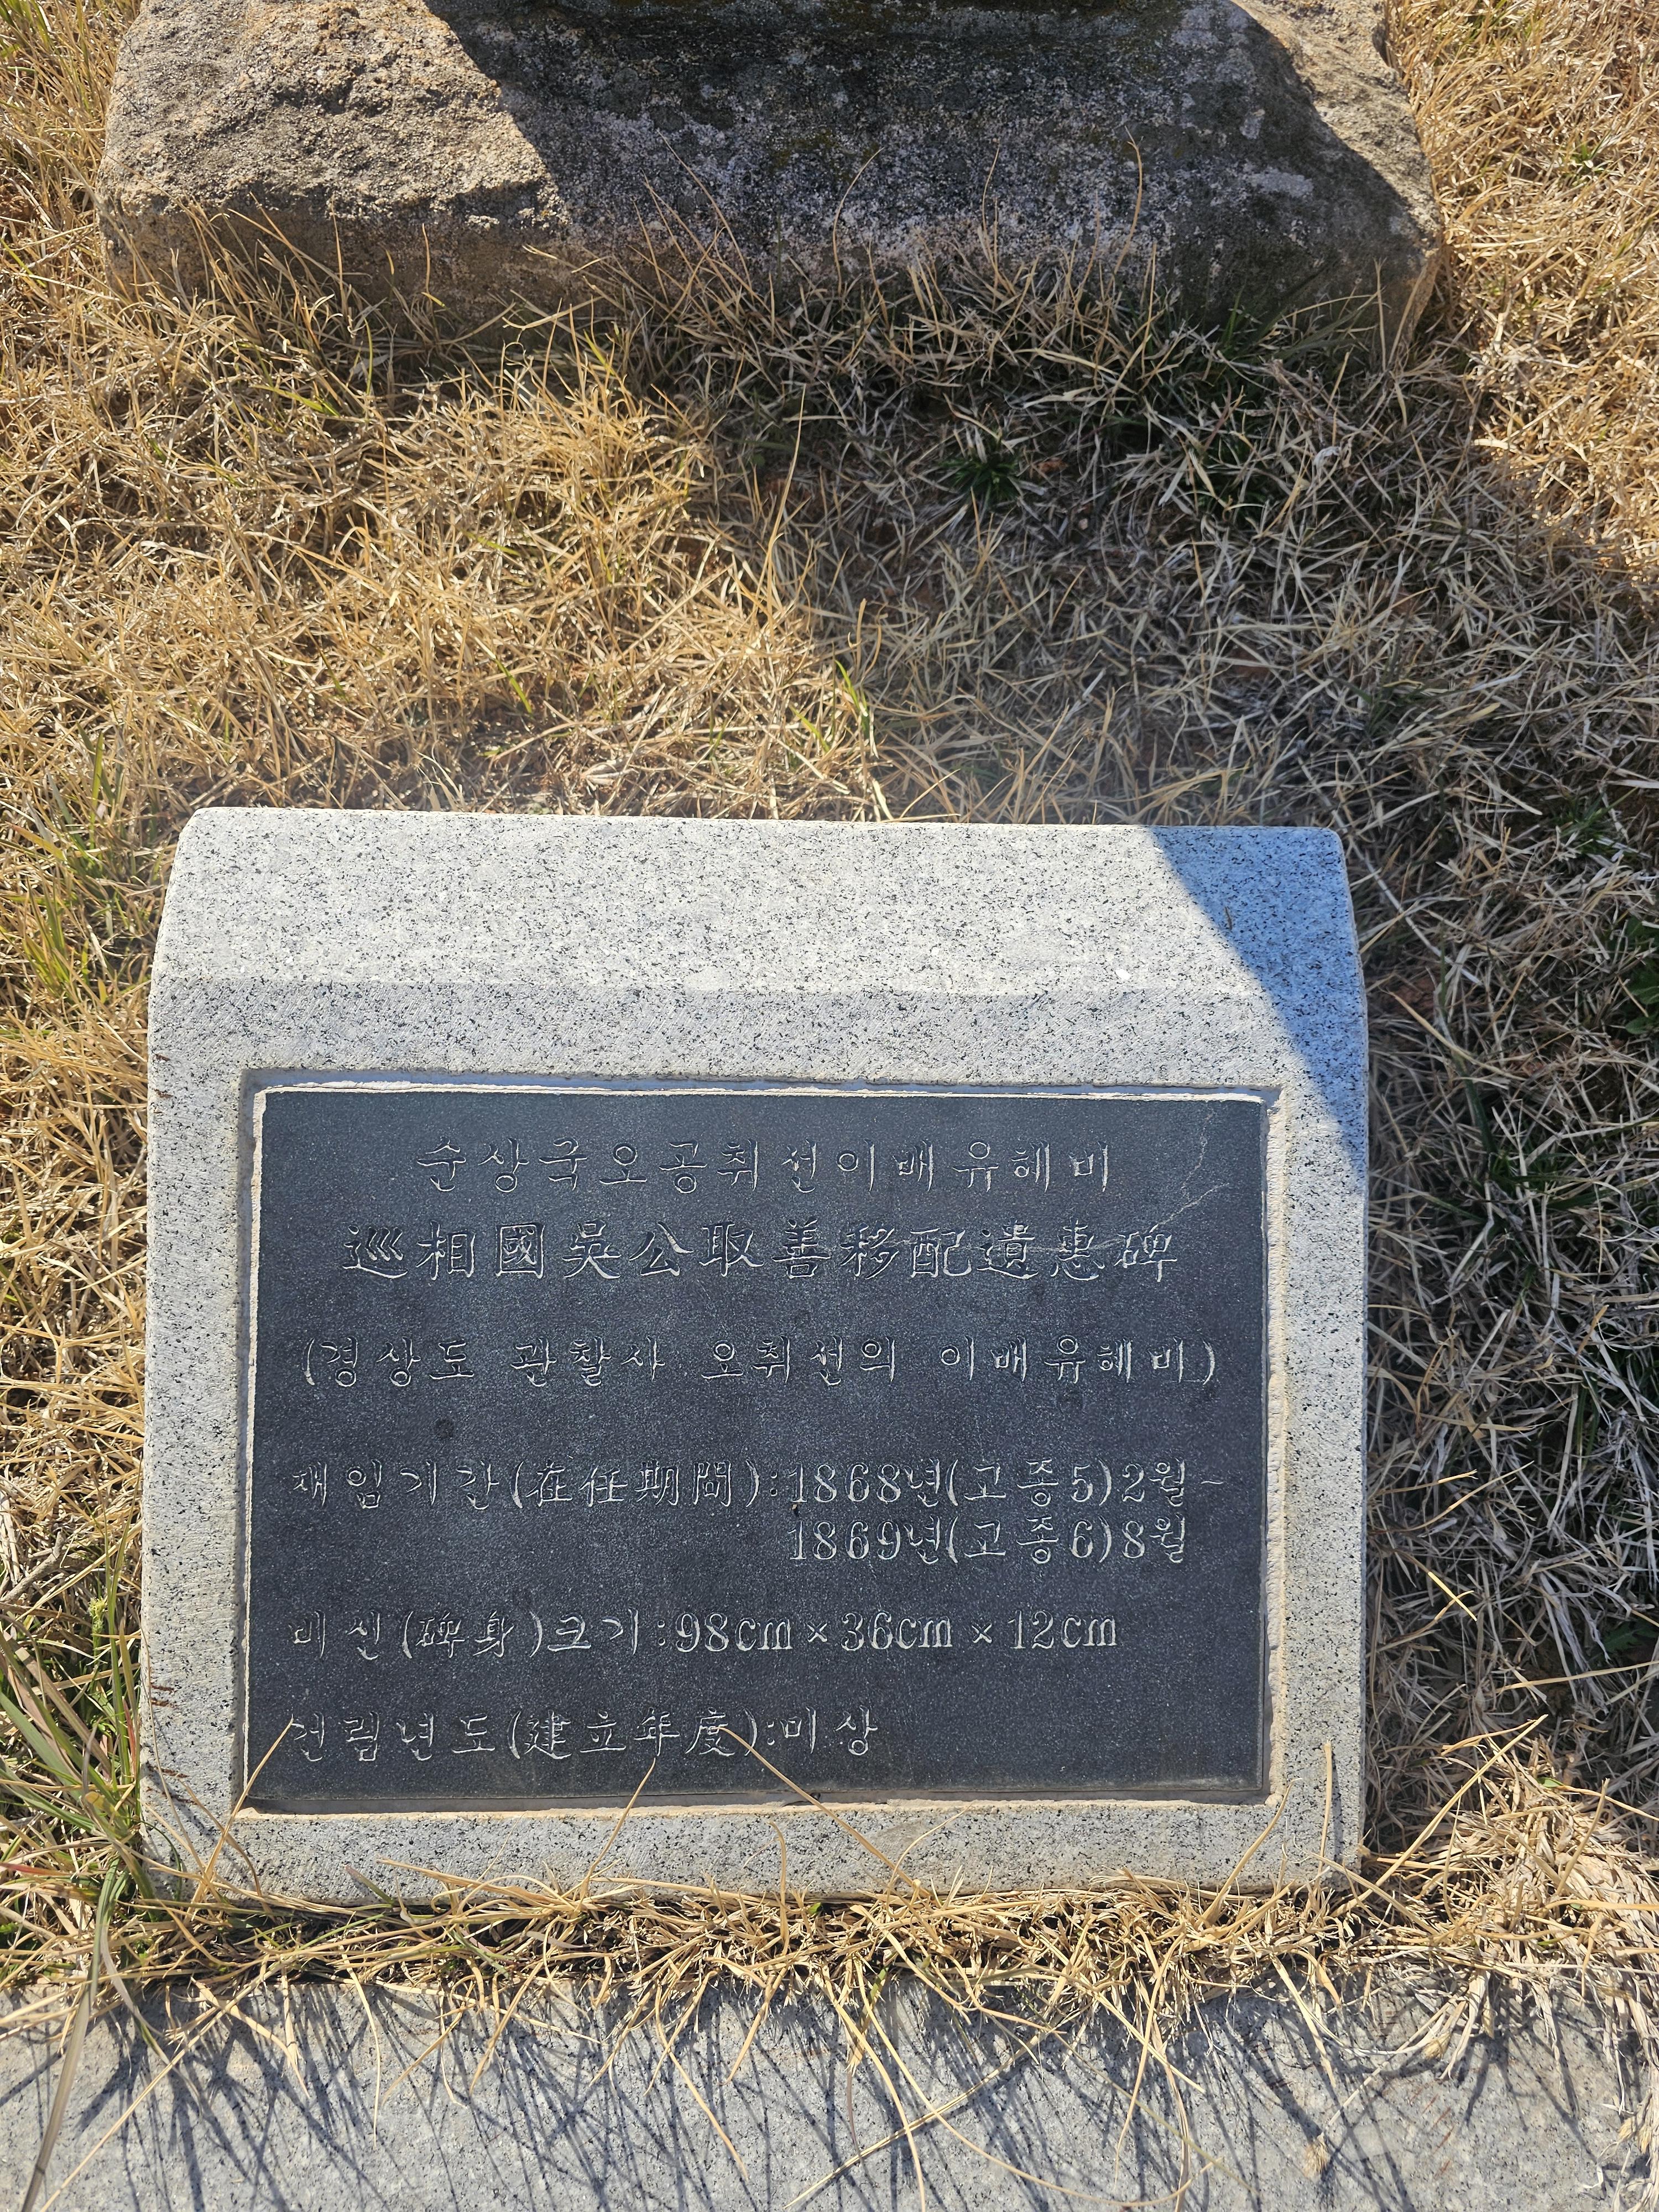 순상국오공취선이배유혜비
巡相國吳公取善移配遺惠碑
(경상도 관찰사 오취선의 이배유혜비)
재임기간(在任期間):1868년(고종5)2월~
1869년(고종6)8월
비신(碑身)크기:98cm×36cm×12cm
건립년도(建立年度):미상